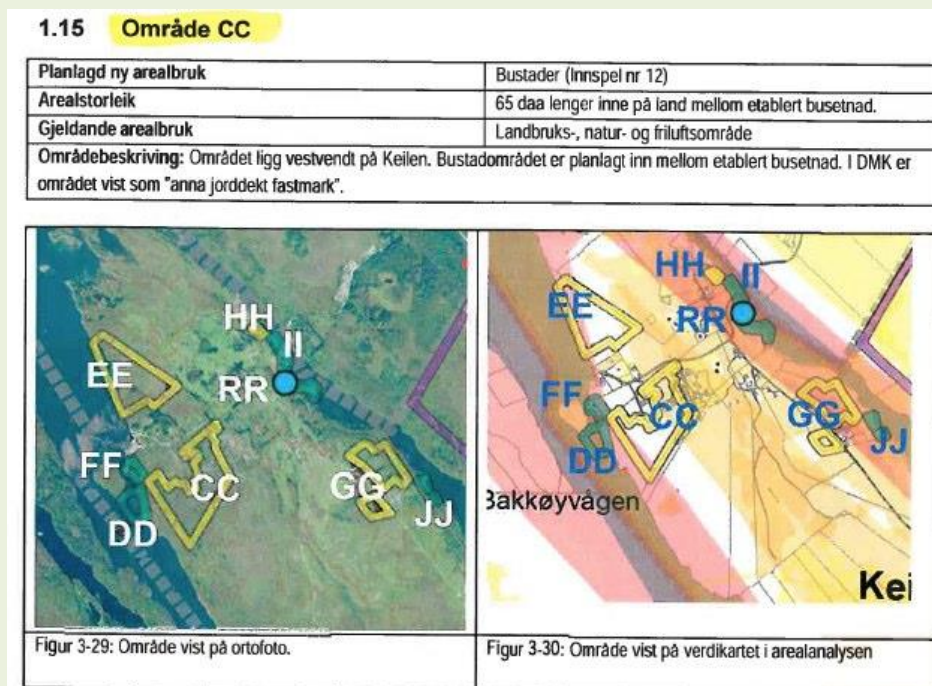 1.15 Område CC
Planlagd ny arealbruk Bustader (Innspel nr 12)
Arealstorleik 65 daa lenger inne på land mellom etablert busetnad.
Gjeldande arealbruk Landbruks-, natur- og friluftsområde
Områdebeskriving: Området ligg vestvendt på Keilen. Bustadområdet er planlagt inn mellom etablert busetnad. I DMK er
området vist som "anna jorddekt fastmark".
HH
II
EE
RR
FF
CC
GG
DD
JJ
HH
II
EE
RR
FF
CC
GG
DD
JJ
Bakkøyvågen
Kei
Figur 3-29: Område vist på ortofoto.
Figur 3-30: Område vist på verdikartet i arealanalysen